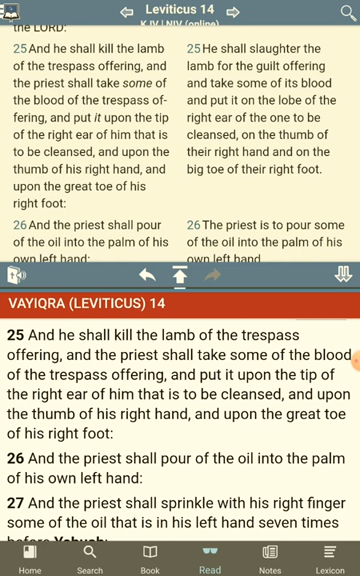 Leviticus 14
KJV | NIV (online)
the LORD:
25 And he shall kill the lamb
of the trespass offering, and
the priest shall take some of
the blood of the trespass of-
fering, and put it upon the tip
of the right ear of him that is
to be cleansed, and upon the
thumb of his right hand, and
upon the great toe of his
right foot:
26 And the priest shall pour
of the oil into the palm of his
own left hand:
25 He shall slaughter the
lamb for the guilt offering
and take some of its blood
and put it on the lobe of the
right ear of the one to be
cleansed, on the thumb of
their right hand and on the
big toe of their right foot.
26 The priest is to pour some
of the oil into the palm of his
own left hand
VAYIQRA (LEVITICUS) 14
25 And he shall kill the lamb of the trespass
offering, and the priest shall take some of the blood
of the trespass offering, and put it upon the tip of
the right ear of him that is to be cleansed, and upon
the thumb of his right hand, and upon the great toe
of his right foot:
26 And the priest shall pour of the oil into the palm
of his own left hand:
27 And the priest shall sprinkle with his right finger
some of the oil that is in his left hand seven times
before Yahuah:
Home
Search
Book
Read
Notes
Lexicon